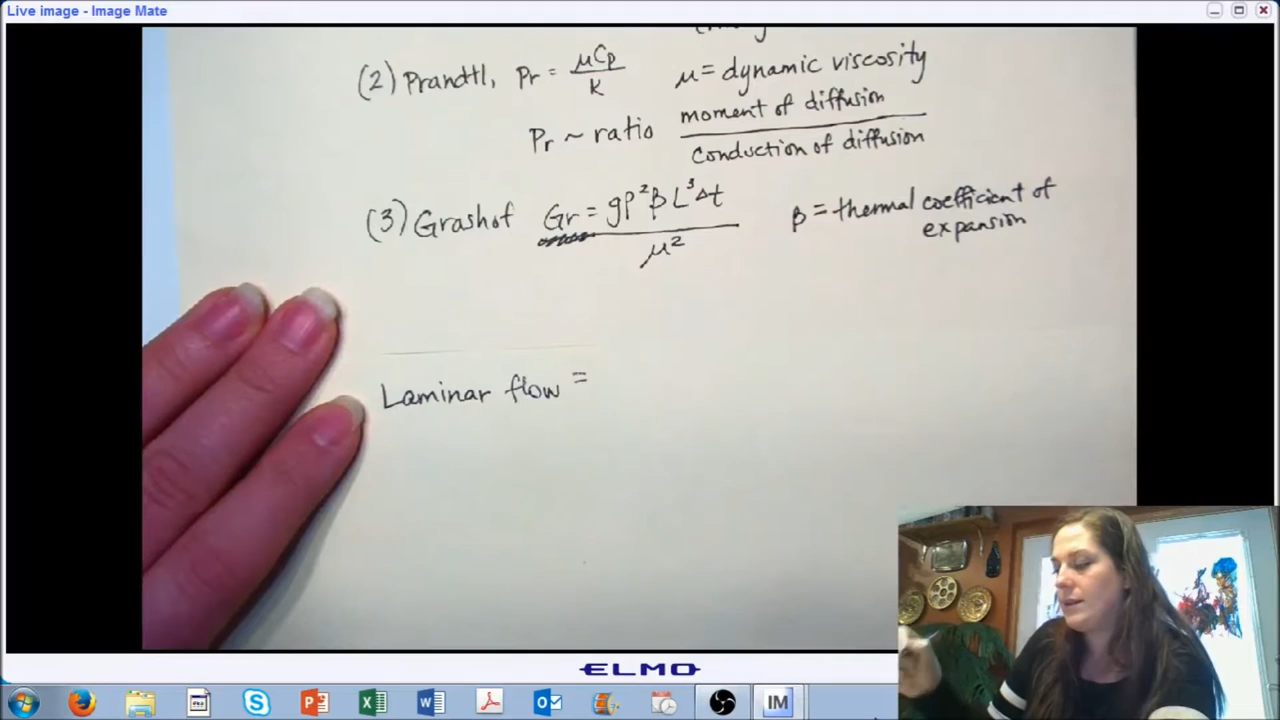 Live image - Image Mate
(2) Prandtl, Pr = μCp / k
μ = dynamic viscosity
Pr ~ ratio moment of diffusion / conduction of diffusion
(3) Grashof Gr = gρ²βL³Δt / μ²
β = thermal coefficient of
expansion
Laminar flow =
ELMO
IM